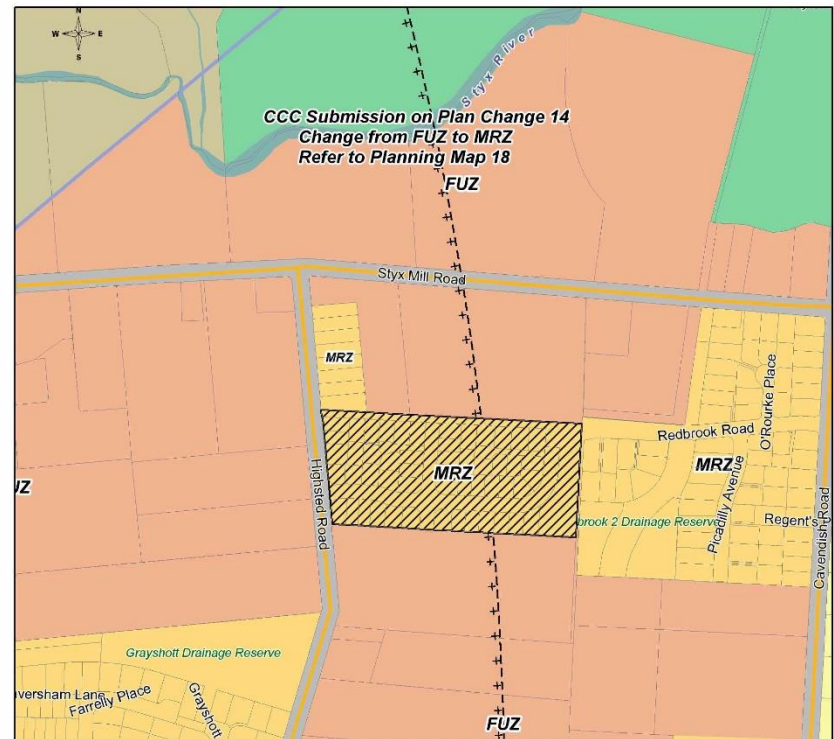 N
W E
S
Styx River
CCC Submission on Plan Change 14
Change from FUZ to MRZ
Refer to Planning Map 18
FUZ
Styx Mill Road
MRZ
O'Rourke Place
Redbrook Road
MRZ
MRZ
Picadilly Avenue
Highsted Road
UZ
brook 2 Drainage Reserve
Regent's
Cavendish Road
Grayshott Drainage Reserve
aversham Lane
Farrelly Place
Grayshott
FUZ